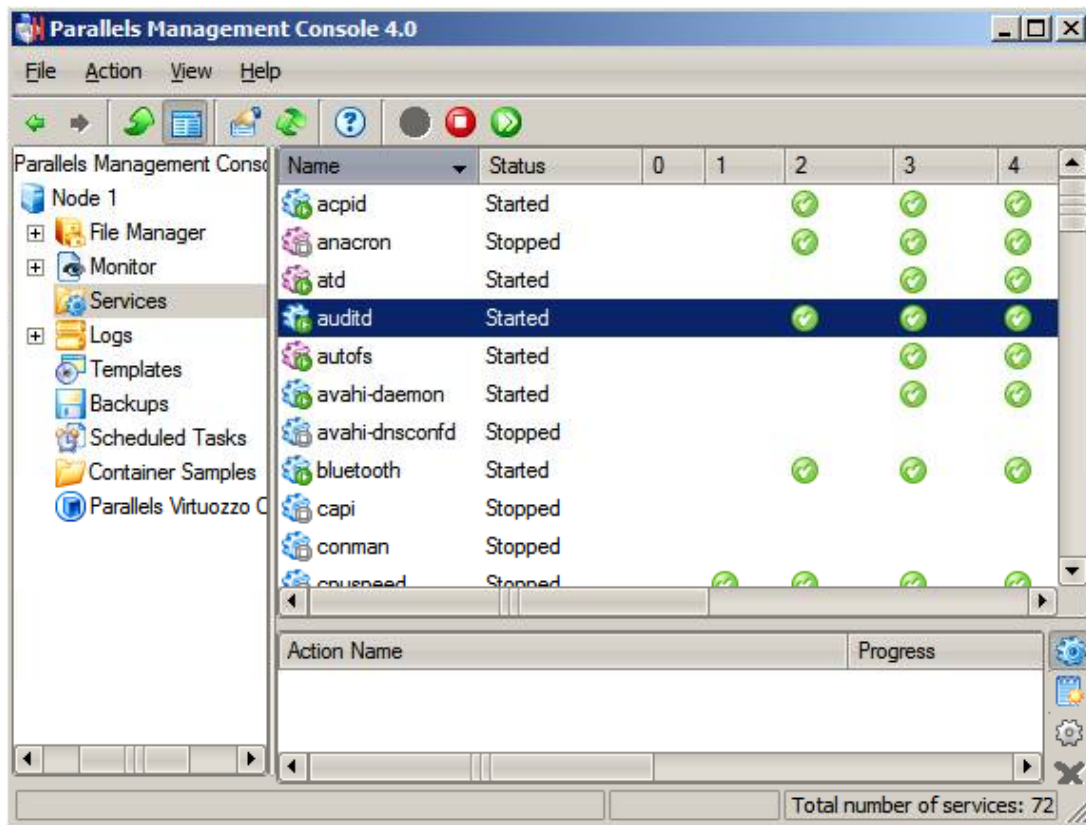 Parallels Management Console 4.0
File Action View Help
Parallels Management Conso
Node 1
File Manager
Monitor
Services
Logs
Templates
Backups
Scheduled Tasks
Container Samples
Parallels Virtuozzo C
Name Status 0 1 2 3 4
acpid Started
anacron Stopped
atd Started
auditd Started
autofs Started
avahi-daemon Started
avahi-dnsconfd Stopped
bluetooth Started
capi Stopped
conman Stopped
cpuspeed Stopped
Action Name Progress
Total number of services: 72